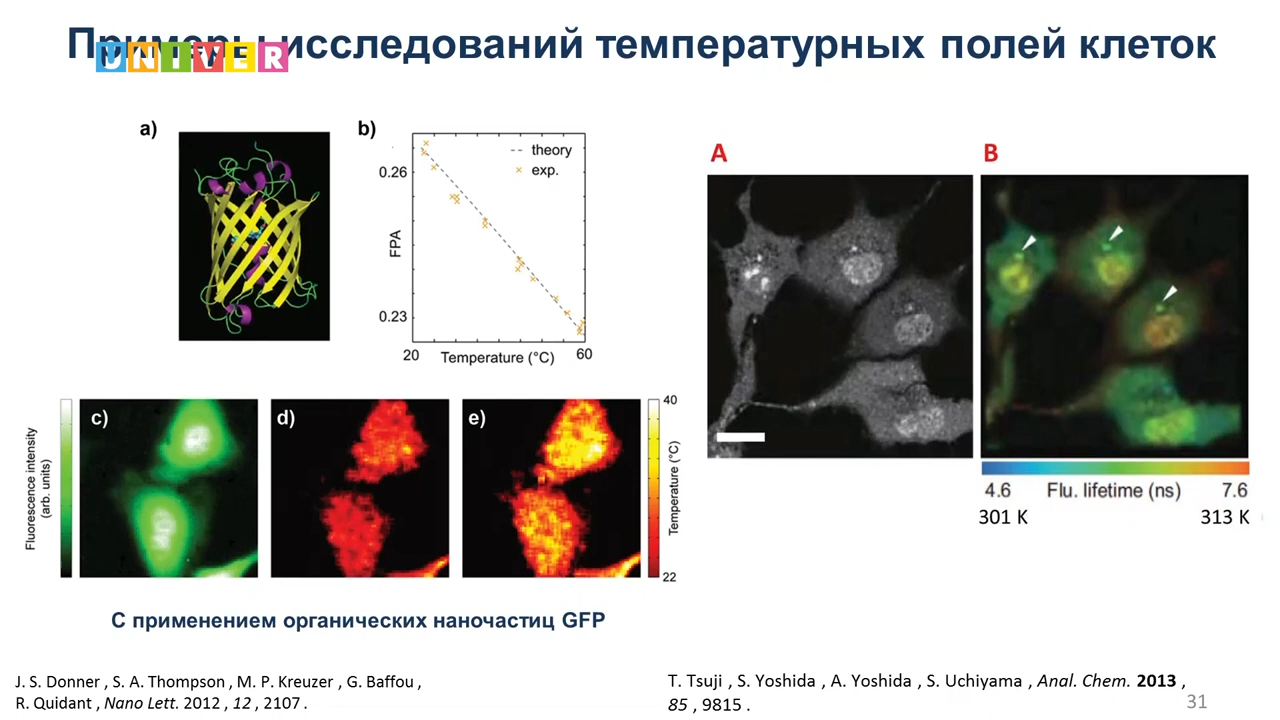 Примеры исследований температурных полей клеток
UNIVER
a)
b)
theory
exp.
0.26
FPA
0.23
20
Temperature (°C)
60
A
B
c)
d)
e)
Fluorescence intensity
(arb. units)
40
Temperature (°C)
22
4.6 Flu. lifetime (ns) 7.6
301 K 313 K
С применением органических наночастиц GFP
J. S. Donner , S. A. Thompson , M. P. Kreuzer , G. Baffou ,
R. Quidant , Nano Lett. 2012 , 12 , 2107 .
T. Tsuji , S. Yoshida , A. Yoshida , S. Uchiyama , Anal. Chem. 2013 ,
85 , 9815 .
31